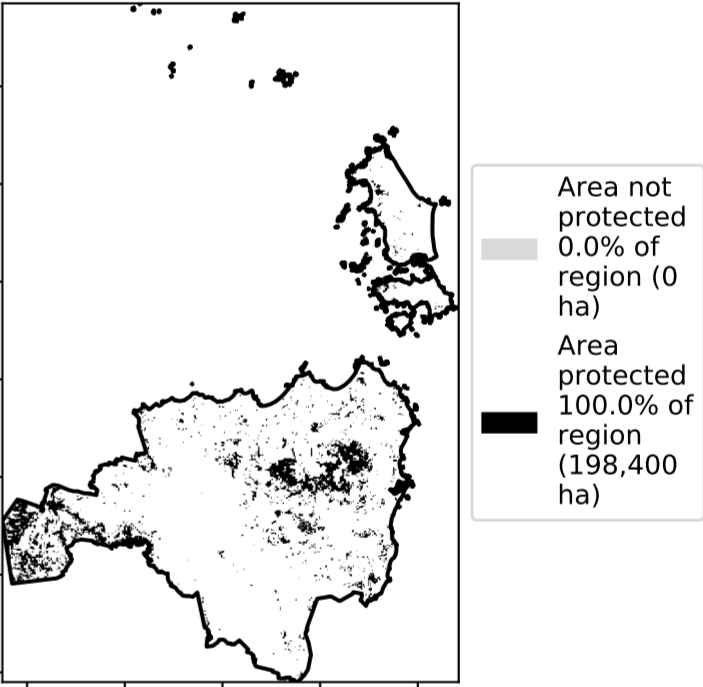 Area not
protected
0.0% of
region (0
ha)
Area
protected
100.0% of
region
(198,400
ha)